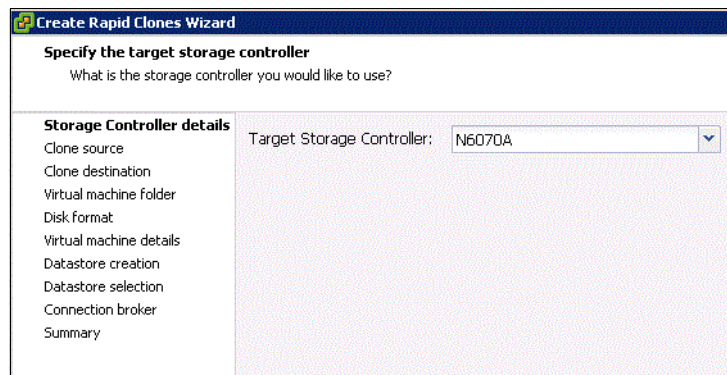 Create Rapid Clones Wizard
Specify the target storage controller
What is the storage controller you would like to use?
Storage Controller details
Clone source
Clone destination
Virtual machine folder
Disk format
Virtual machine details
Datastore creation
Datastore selection
Connection broker
Summary
Target Storage Controller: N6070A